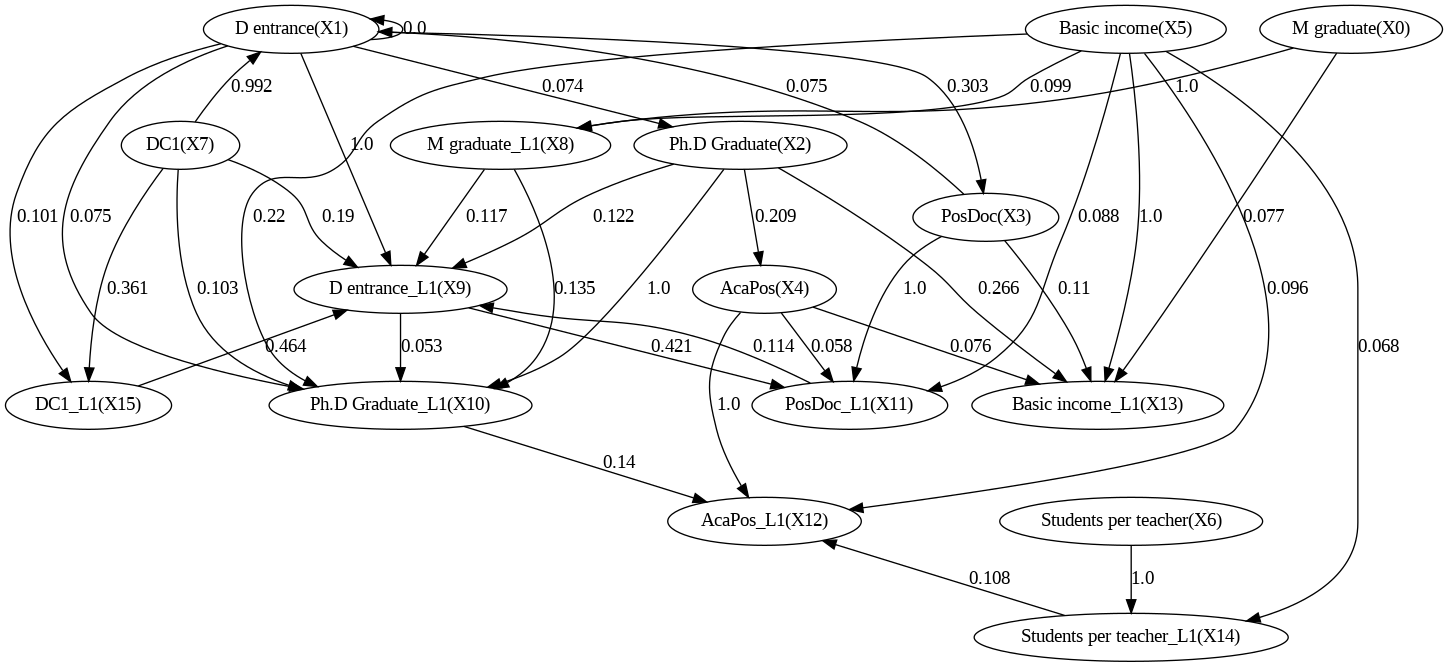 D entrance(X1)
0.0
Basic income(X5)
M graduate(X0)
0.992
0.074
0.075
0.303
0.099
1.0
DC1(X7)
1.0
M graduate_L1(X8)
Ph.D Graduate(X2)
0.101
0.075
0.22
0.19
0.117
0.122
0.209
PosDoc(X3)
0.088
1.0
0.077
0.361
0.103
D entrance_L1(X9)
0.135
1.0
AcaPos(X4)
1.0
0.266
0.11
0.096
0.464
0.053
0.421
0.114
0.058
0.076
0.068
DC1_L1(X15)
Ph.D Graduate_L1(X10)
1.0
PosDoc_L1(X11)
Basic income_L1(X13)
0.14
AcaPos_L1(X12)
Students per teacher(X6)
0.108
1.0
Students per teacher_L1(X14)